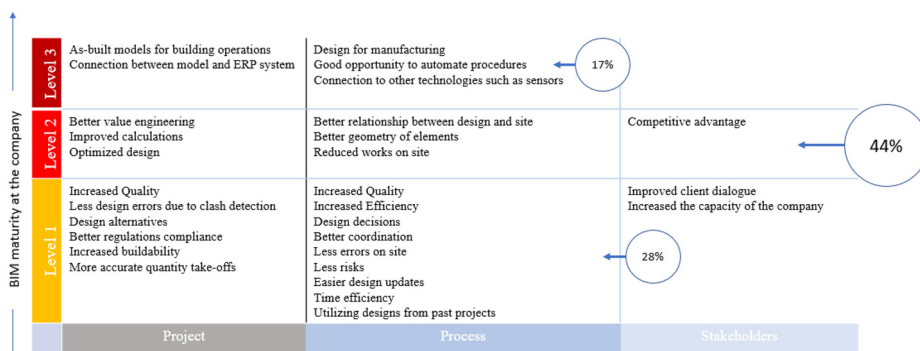 BIM maturity at the company
Level 3
As-built models for building operations
Connection between model and ERP system
Design for manufacturing
Good opportunity to automate procedures
Connection to other technologies such as sensors
17%
Level 2
Better value engineering
Improved calculations
Optimized design
Better relationship between design and site
Better geometry of elements
Reduced works on site
Competitive advantage
44%
Level 1
Increased Quality
Less design errors due to clash detection
Design alternatives
Better regulations compliance
Increased buildability
More accurate quantity take-offs
Increased Quality
Increased Efficiency
Design decisions
Better coordination
Less errors on site
Less risks
Easier design updates
Time efficiency
Utilizing designs from past projects
Improved client dialogue
Increased the capacity of the company
28%
Project
Process
Stakeholders